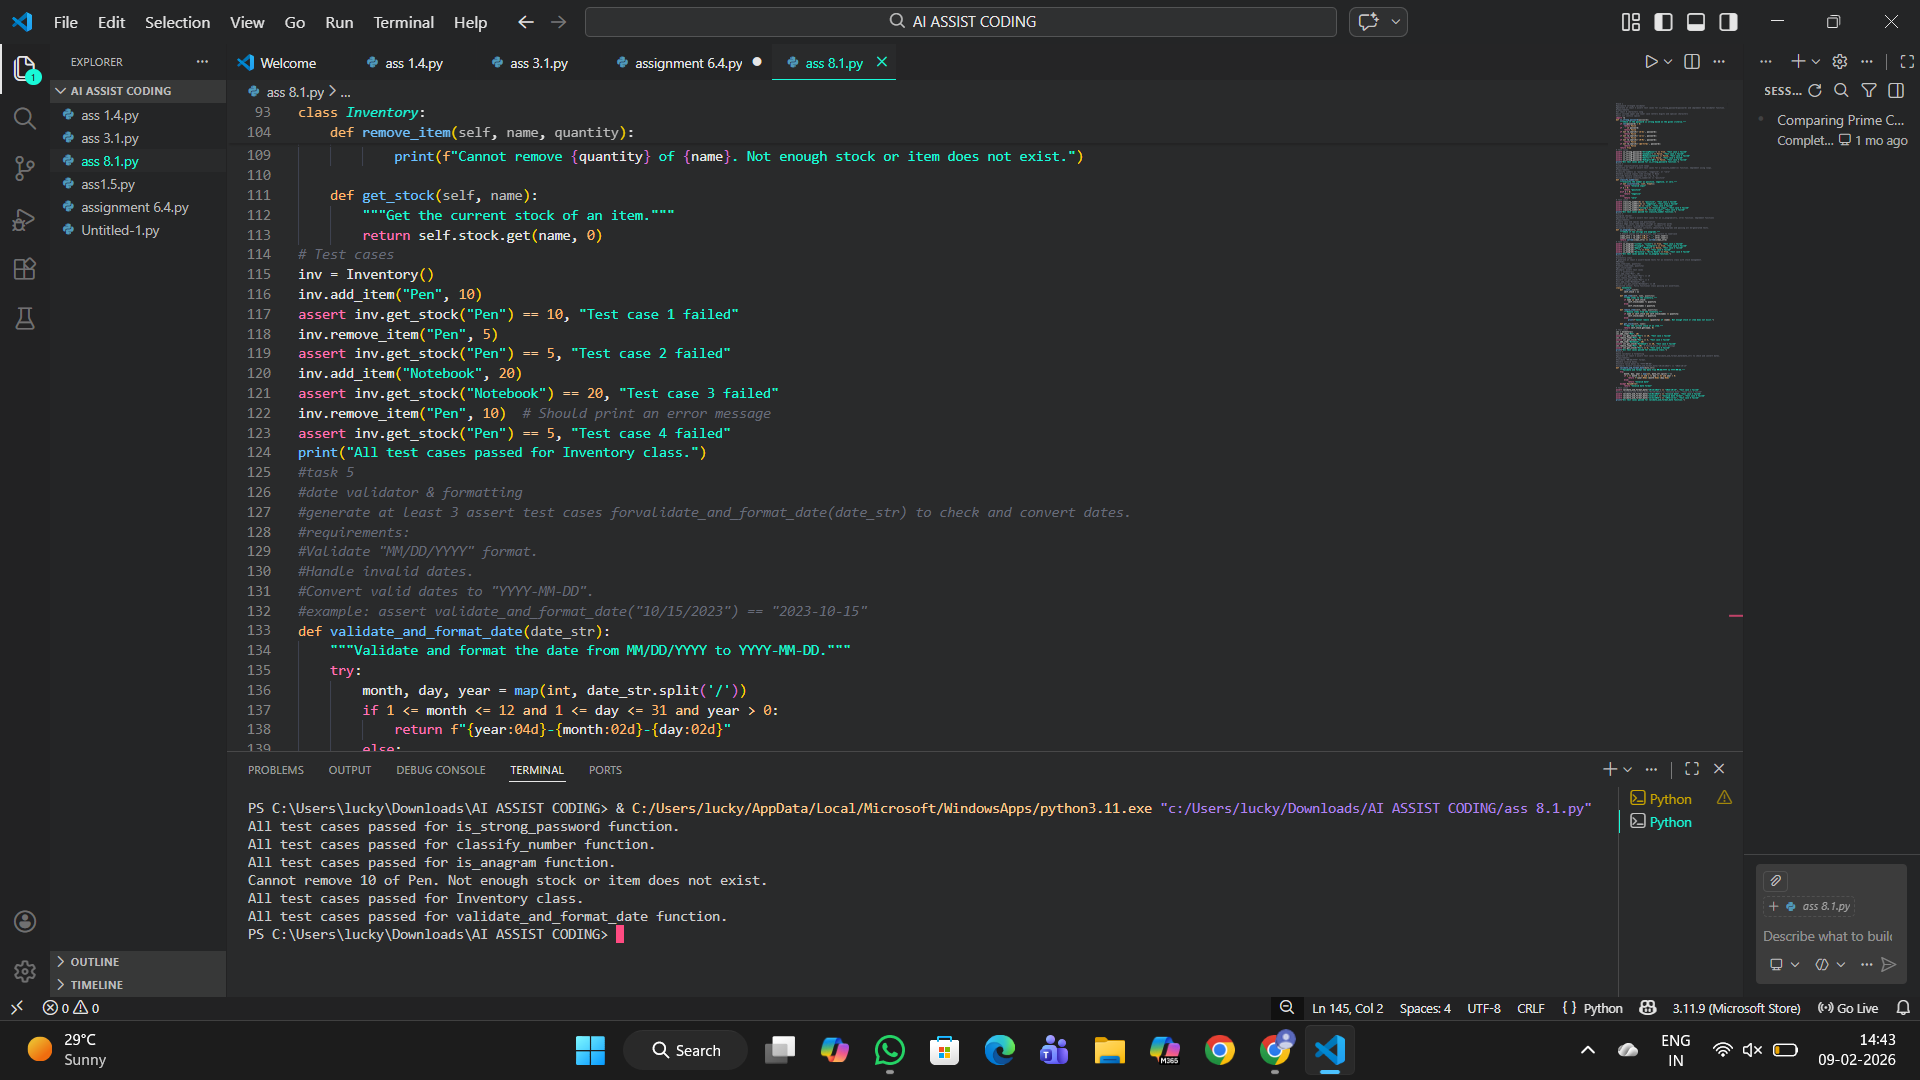 File Edit Selection View Go Run Terminal Help
AI ASSIST CODING
EXPLORER
AI ASSIST CODING
ass 1.4.py
ass 3.1.py
ass 8.1.py
ass1.5.py
assignment 6.4.py
Untitled-1.py
OUTLINE
TIMELINE
1
Welcome ass 1.4.py ass 3.1.py assignment 6.4.py ass 8.1.py
ass 8.1.py > ...
93 class Inventory:
104 def remove_item(self, name, quantity):
109 print(f"Cannot remove {quantity} of {name}. Not enough stock or item does not exist.")
110
111 def get_stock(self, name):
112 """Get the current stock of an item."""
113 return self.stock.get(name, 0)
114 # Test cases
115 inv = Inventory()
116 inv.add_item("Pen", 10)
117 assert inv.get_stock("Pen") == 10, "Test case 1 failed"
118 inv.remove_item("Pen", 5)
119 assert inv.get_stock("Pen") == 5, "Test case 2 failed"
120 inv.add_item("Notebook", 20)
121 assert inv.get_stock("Notebook") == 20, "Test case 3 failed"
122 inv.remove_item("Pen", 10) # Should print an error message
123 assert inv.get_stock("Pen") == 5, "Test case 4 failed"
124 print("All test cases passed for Inventory class.")
125 #task 5
126 #date validator & formatting
127 #generate at least 3 assert test cases forvalidate_and_format_date(date_str) to check and convert dates.
128 #requirements:
129 #Validate "MM/DD/YYYY" format.
130 #Handle invalid dates.
131 #Convert valid dates to "YYYY-MM-DD".
132 #example: assert validate_and_format_date("10/15/2023") == "2023-10-15"
133 def validate_and_format_date(date_str):
134 """Validate and format the date from MM/DD/YYYY to YYYY-MM-DD."""
135 try:
136 month, day, year = map(int, date_str.split('/'))
137 if 1 <= month <= 12 and 1 <= day <= 31 and year > 0:
138 return f"{year:04d}-{month:02d}-{day:02d}"
139 else:
PROBLEMS OUTPUT DEBUG CONSOLE TERMINAL PORTS
PS C:\Users\lucky\Downloads\AI ASSIST CODING> & C:/Users/lucky/AppData/Local/Microsoft/WindowsApps/python3.11.exe "c:/Users/lucky/Downloads/AI ASSIST CODING/ass 8.1.py"
All test cases passed for is_strong_password function.
All test cases passed for classify_number function.
All test cases passed for is_anagram function.
Cannot remove 10 of Pen. Not enough stock or item does not exist.
All test cases passed for Inventory class.
All test cases passed for validate_and_format_date function.
PS C:\Users\lucky\Downloads\AI ASSIST CODING>
Python
Python
SESS...
Comparing Prime C...
Complet... 1 mo ago
+ ass 8.1.py
Describe what to build
0 0
Ln 145, Col 2 Spaces: 4 UTF-8 CRLF { } Python 3.11.9 (Microsoft Store) Go Live
29°C
Sunny
Search
M365
ENG
IN
14:43
09-02-2026